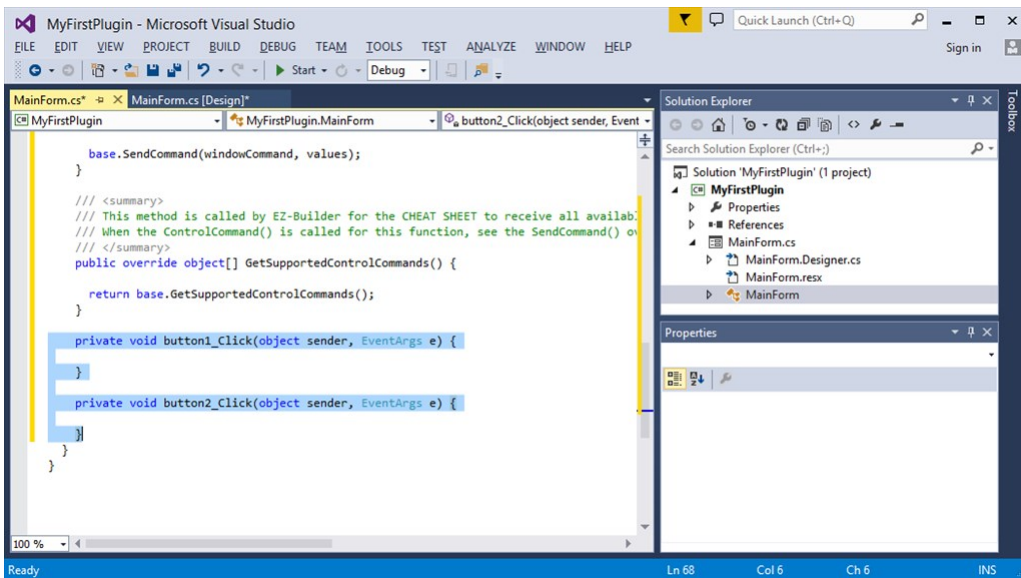 MyFirstPlugin - Microsoft Visual Studio
Quick Launch (Ctrl+Q)
FILE EDIT VIEW PROJECT BUILD DEBUG TEAM TOOLS TEST ANALYZE WINDOW HELP
Sign in
Start
Debug
MainForm.cs*
MainForm.cs [Design]*
MyFirstPlugin
MyFirstPlugin.MainForm
button2_Click(object sender, Event
base.SendCommand(windowCommand, values);
}
/// <summary>
/// This method is called by EZ-Builder for the CHEAT SHEET to receive all availab
/// When the ControlCommand() is called for this function, see the SendCommand() ov
/// </summary>
public override object[] GetSupportedControlCommands() {
return base.GetSupportedControlCommands();
}
private void button1_Click(object sender, EventArgs e) {
}
private void button2_Click(object sender, EventArgs e) {
}
}
}
100 %
Solution Explorer
Search Solution Explorer (Ctrl+;)
Solution 'MyFirstPlugin' (1 project)
C# MyFirstPlugin
Properties
References
MainForm.cs
MainForm.Designer.cs
MainForm.resx
MainForm
Properties
Toolbox
Ready
Ln 68
Col 6
Ch 6
INS